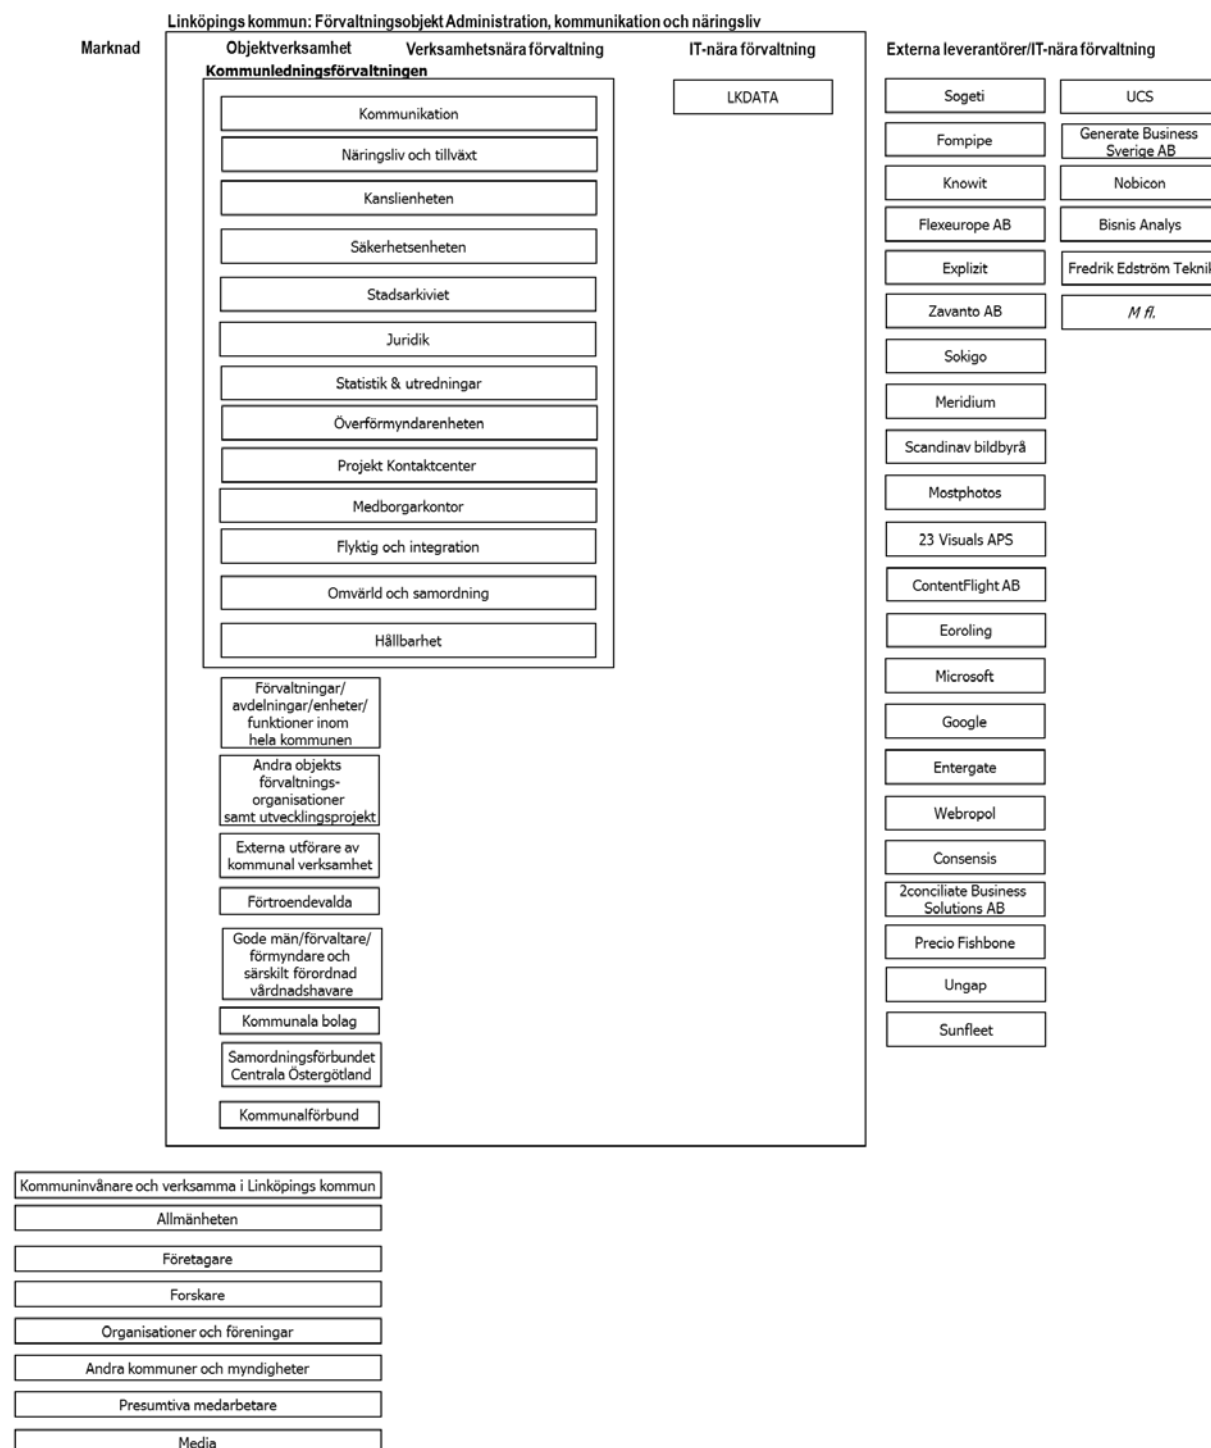 Linköpings kommun: Förvaltningsobjekt Administration, kommunikation och näringsliv
Marknad
Objektverksamhet
Verksamhetsnära förvaltning
IT-nära förvaltning
Externa leverantörer/IT-nära förvaltning
Kommunledningsförvaltningen
Kommunikation
Näringsliv och tillväxt
Kanslienheten
Säkerhetsenheten
Stadsarkiviet
Juridik
Statistik & utredningar
Överförmyndarenheten
Projekt Kontaktcenter
Medborgarkontor
Flyktig och integration
Omvärld och samordning
Hållbarhet
Förvaltningar/
avdelningar/enheter/
funktioner inom
hela kommunen
Andra objekts
förvaltnings-
organisationer
samt utvecklingsprojekt
Externa utförare av
kommunal verksamhet
Förtroendevalda
Gode män/förvaltare/
förmyndare och
särskilt förordnad
vårdnadshavare
Kommunala bolag
Samordningsförbundet
Centrala Östergötland
Kommunalförbund
LKDATA
Sogeti
Fompipe
Knowit
Flexeurope AB
Explizit
Zavanto AB
Sokigo
Meridium
Scandinav bildbyrå
Mostphotos
23 Visuals APS
ContentFlight AB
Eoroling
Microsoft
Google
Entergate
Webropol
Consensis
2conciliate Business
Solutions AB
Precio Fishbone
Ungap
Sunfleet
UCS
Generate Business
Sverige AB
Nobicon
Bisnis Analys
Fredrik Edström Teknik
M fl.
Kommuninvånare och verksamma i Linköpings kommun
Allmänheten
Företagare
Forskare
Organisationer och föreningar
Andra kommuner och myndigheter
Presumtiva medarbetare
Media